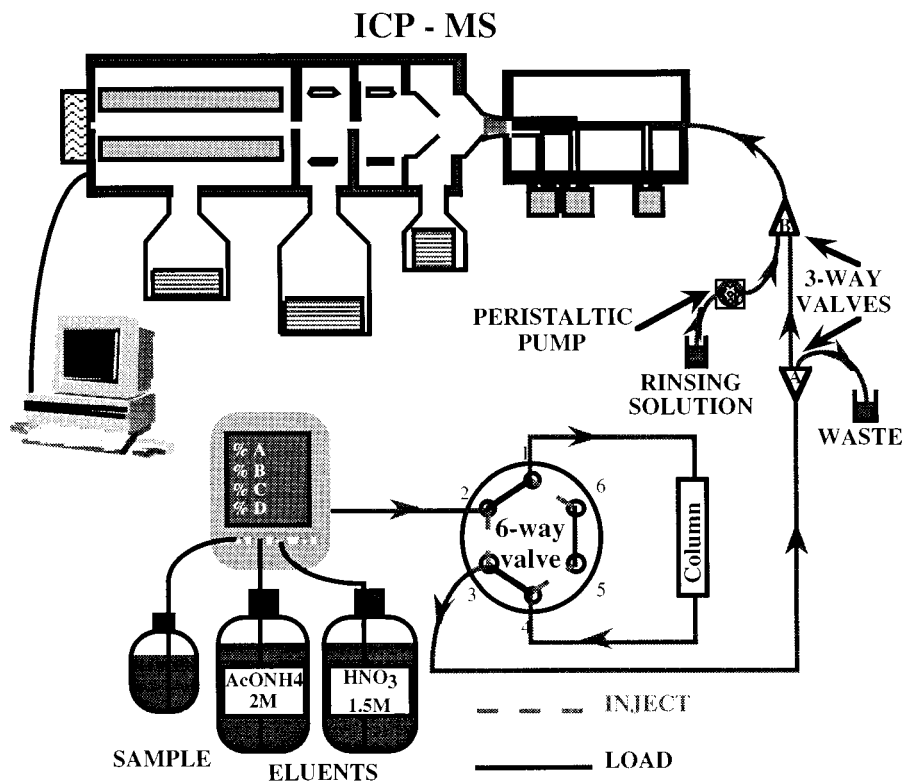 ICP - MS
B
3-WAY
VALVES
PERISTALTIC
PUMP
RINSING
SOLUTION
A
WASTE
% A
% B
% C
% D
1
2
6
6-way
valve
3
5
4
Column
AcONH4
2M
HNO3
1.5M
INJECT
SAMPLE
ELUENTS
LOAD